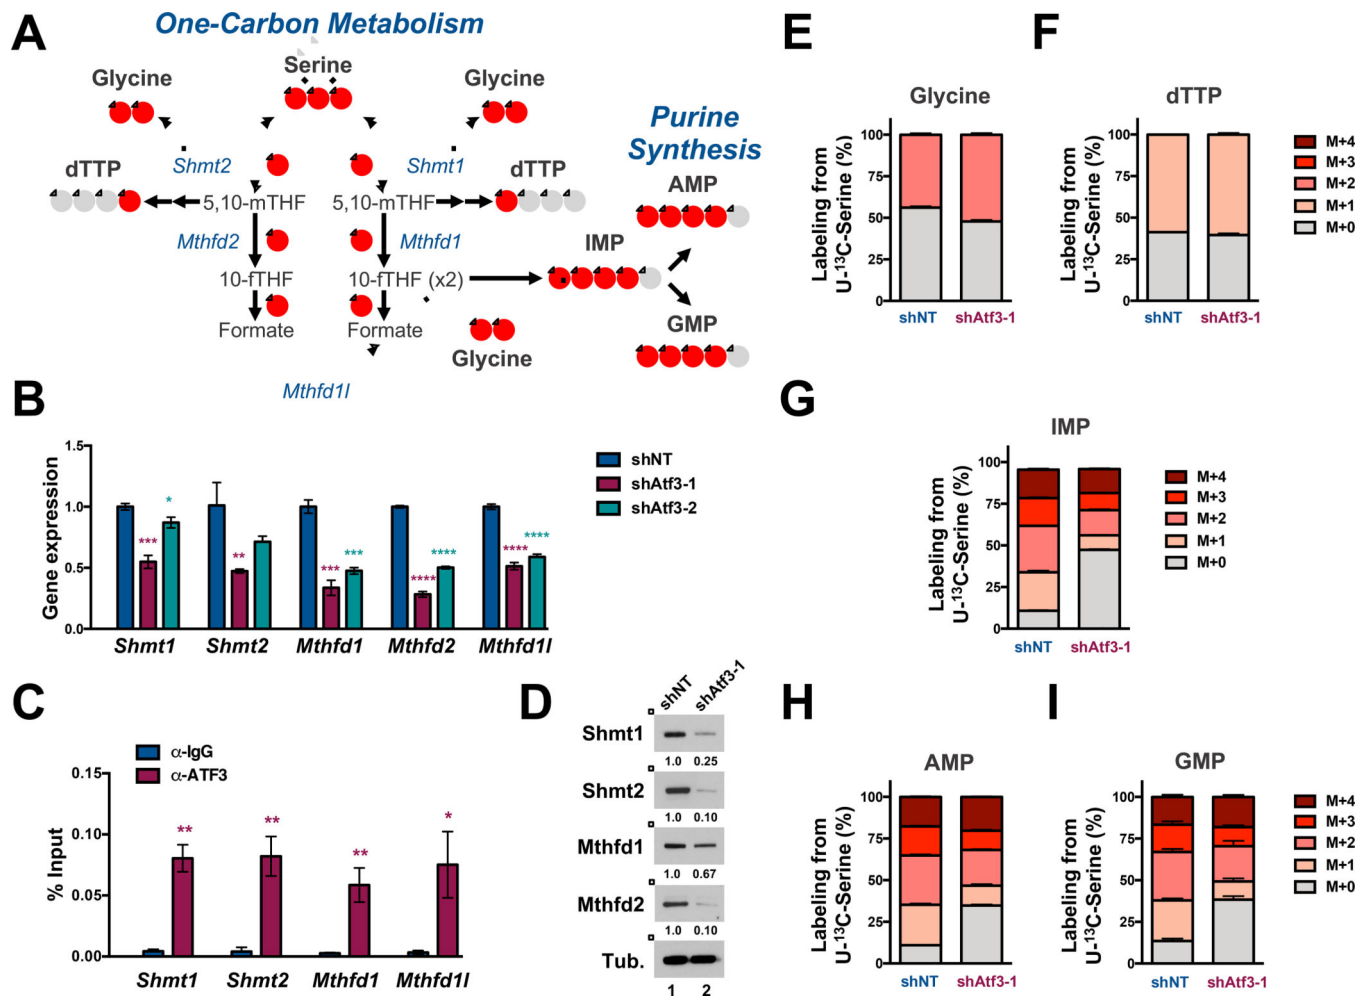 A
One-Carbon Metabolism
Serine
Glycine
Glycine
Shmt2
Shmt1
dTTP
dTTP
5,10-mTHF
5,10-mTHF
Mthfd2
Mthfd1
10-fTHF
10-fTHF (x2)
Formate
Formate
Glycine
Mthfd1l
Purine
Synthesis
AMP
IMP
GMP
B
Gene expression
1.5
1.0
0.5
0.0
*** * ** *** *** **** **** **** ****
shNT
shAtf3-1
shAtf3-2
Shmt1 Shmt2 Mthfd1 Mthfd2 Mthfd1l
C
α-IgG
α-ATF3
% Input
0.15
0.10
0.05
0.00
** ** ** *
Shmt1 Shmt2 Mthfd1 Mthfd1l
D
shNT shAtf3-1
Shmt1
1.0 0.25
Shmt2
1.0 0.10
Mthfd1
1.0 0.67
Mthfd2
1.0 0.10
Tub.
1 2
E
Glycine
Labeling from
U-¹³C-Serine (%)
100
75
50
25
0
shNT shAtf3-1
F
dTTP
Labeling from
U-¹³C-Serine (%)
100
75
50
25
0
shNT shAtf3-1
M+4
M+3
M+2
M+1
M+0
G
IMP
Labeling from
U-¹³C-Serine (%)
100
75
50
25
0
shNT shAtf3-1
M+4
M+3
M+2
M+1
M+0
H
AMP
Labeling from
U-¹³C-Serine (%)
100
75
50
25
0
shNT shAtf3-1
I
GMP
Labeling from
U-¹³C-Serine (%)
100
75
50
25
0
shNT shAtf3-1
M+4
M+3
M+2
M+1
M+0